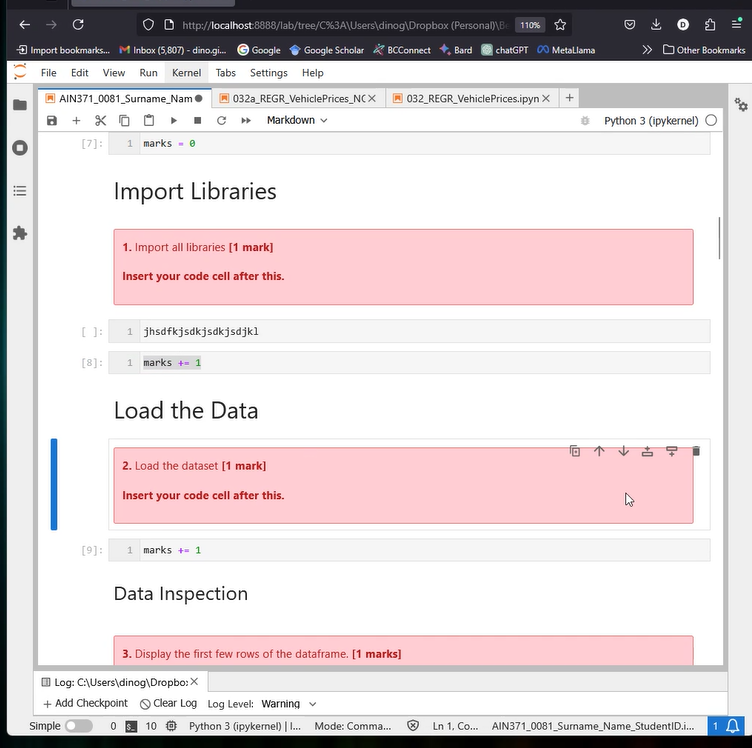 http://localhost:8888/lab/tree/C%3A\Users\dinog\Dropbox (Personal)\B
110%
Import bookmarks...
Inbox (5,807) - dino.gi...
Google
Google Scholar
BCConnect
Bard
chatGPT
MetaLlama
Other Bookmarks
File Edit View Run Kernel Tabs Settings Help
AIN371_0081_Surname_Nam
032a_REGR_VehiclePrices_NC
032_REGR_VehiclePrices.ipyn
Markdown
Python 3 (ipykernel)
[7]: 1 marks = 0
Import Libraries
1. Import all libraries [1 mark]
Insert your code cell after this.
[ ]: 1 jhsdfkjsdkjsdkjsdjkl
[8]: 1 marks += 1
Load the Data
2. Load the dataset [1 mark]
Insert your code cell after this.
[9]: 1 marks += 1
Data Inspection
3. Display the first few rows of the dataframe. [1 marks]
Log: C:\Users\dinog\Dropbo:
+ Add Checkpoint
Clear Log
Log Level: Warning
Simple 0 10 Python 3 (ipykernel) | I... Mode: Comma... Ln 1, Co... AIN371_0081_Surname_Name_StudentID.i... 1